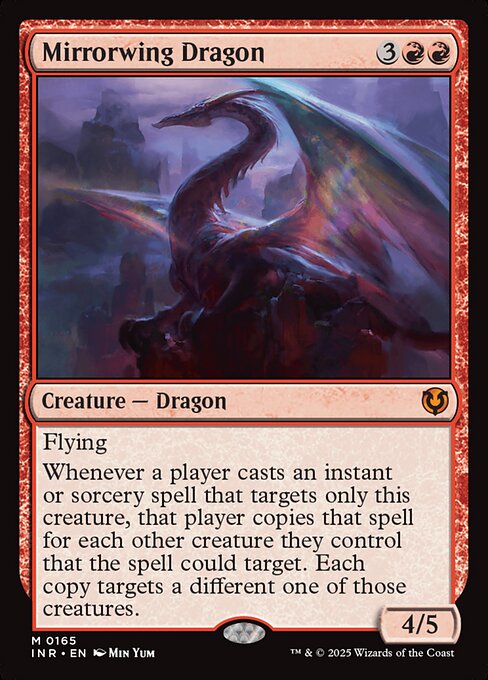 Mirrorwing Dragon 3
Creature — Dragon
Flying
Whenever a player casts an instant
or sorcery spell that targets only this
creature, that player copies that spell
for each other creature they control
that the spell could target. Each
copy targets a different one of those
creatures.
4/5
M 0165
INR • EN Min Yum
™ & © 2025 Wizards of the Coast